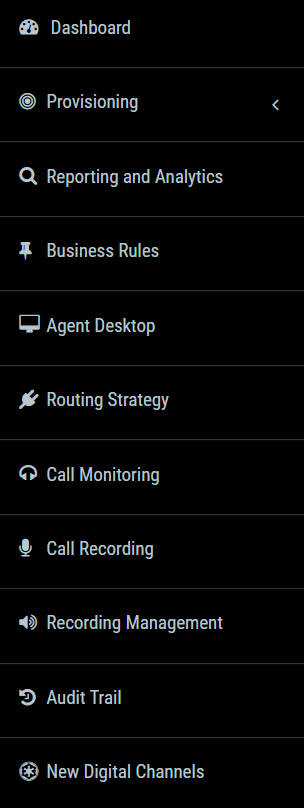 Dashboard
Provisioning
Reporting and Analytics
Business Rules
Agent Desktop
Routing Strategy
Call Monitoring
Call Recording
Recording Management
Audit Trail
New Digital Channels